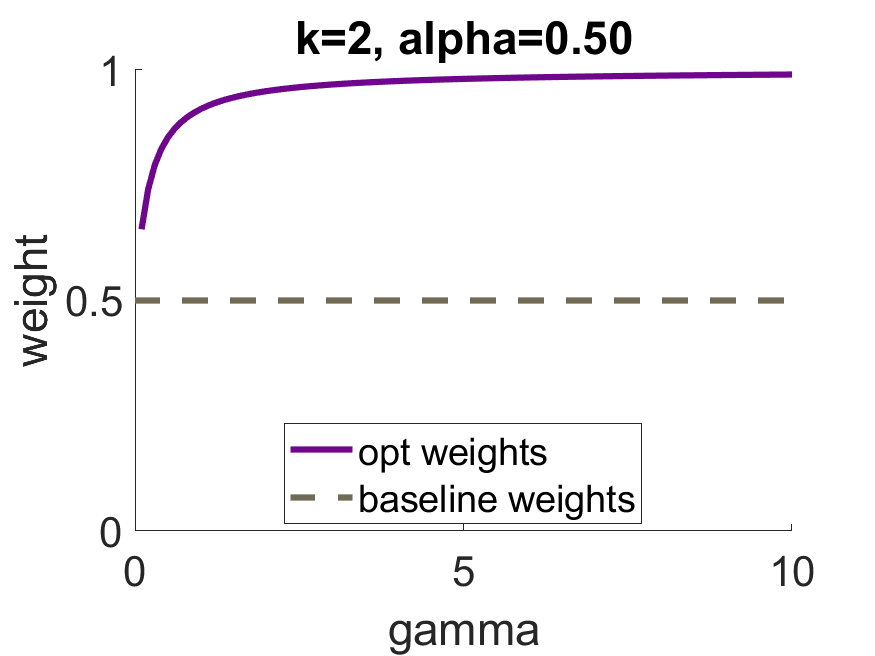 k=2, alpha=0.50
1
0.5
0
weight
opt weights
baseline weights
0 5 10
gamma